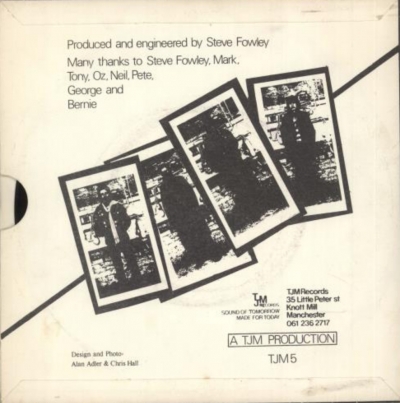 Produced and engineered by Steve Fowley
Many thanks to Steve Fowley, Mark,
Tony, Oz, Neil, Pete,
George and
Bernie
TJM
RECORDS
SOUND OF TOMORROW
MADE FOR TODAY
TJM Records
35 Little Peter st
Knott Mill
Manchester
061 236 2717
A TJM PRODUCTION
TJM 5
Design and Photo-
Alan Adler & Chris Hall